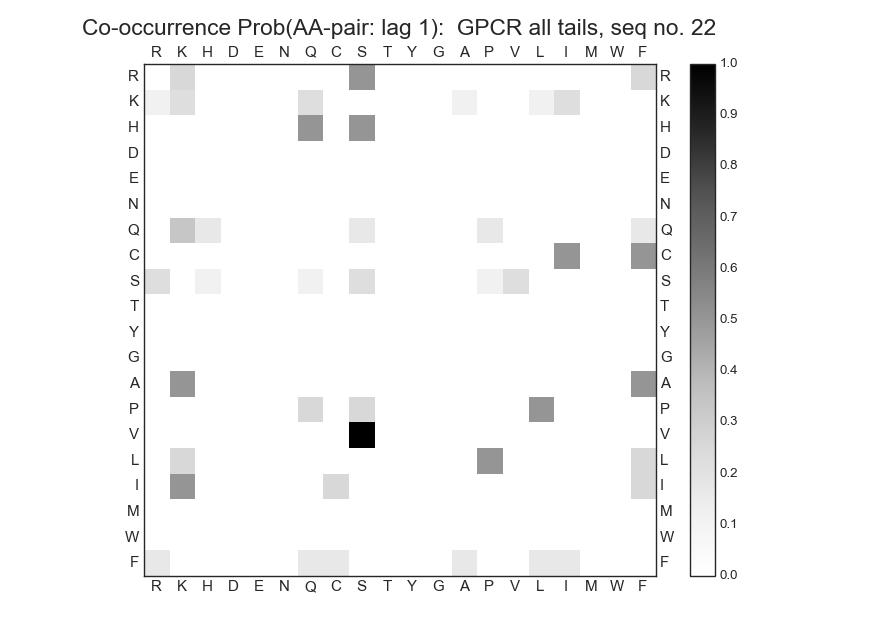 Co-occurrence Prob(AA-pair: lag 1):  GPCR all tails, seq no. 22
R K H D E N Q C S T Y G A P V L I M W F
1.0
R R
0.9
K K
H H
0.8
D D
E E
0.7
N N
0.6
Q Q
C C
0.5
S S
T T
Y Y
0.4
G G
A A
0.3
P P
V V
0.2
L L
I I
0.1
M M
W W
F F
0.0
R K H D E N Q C S T Y G A P V L I M W F